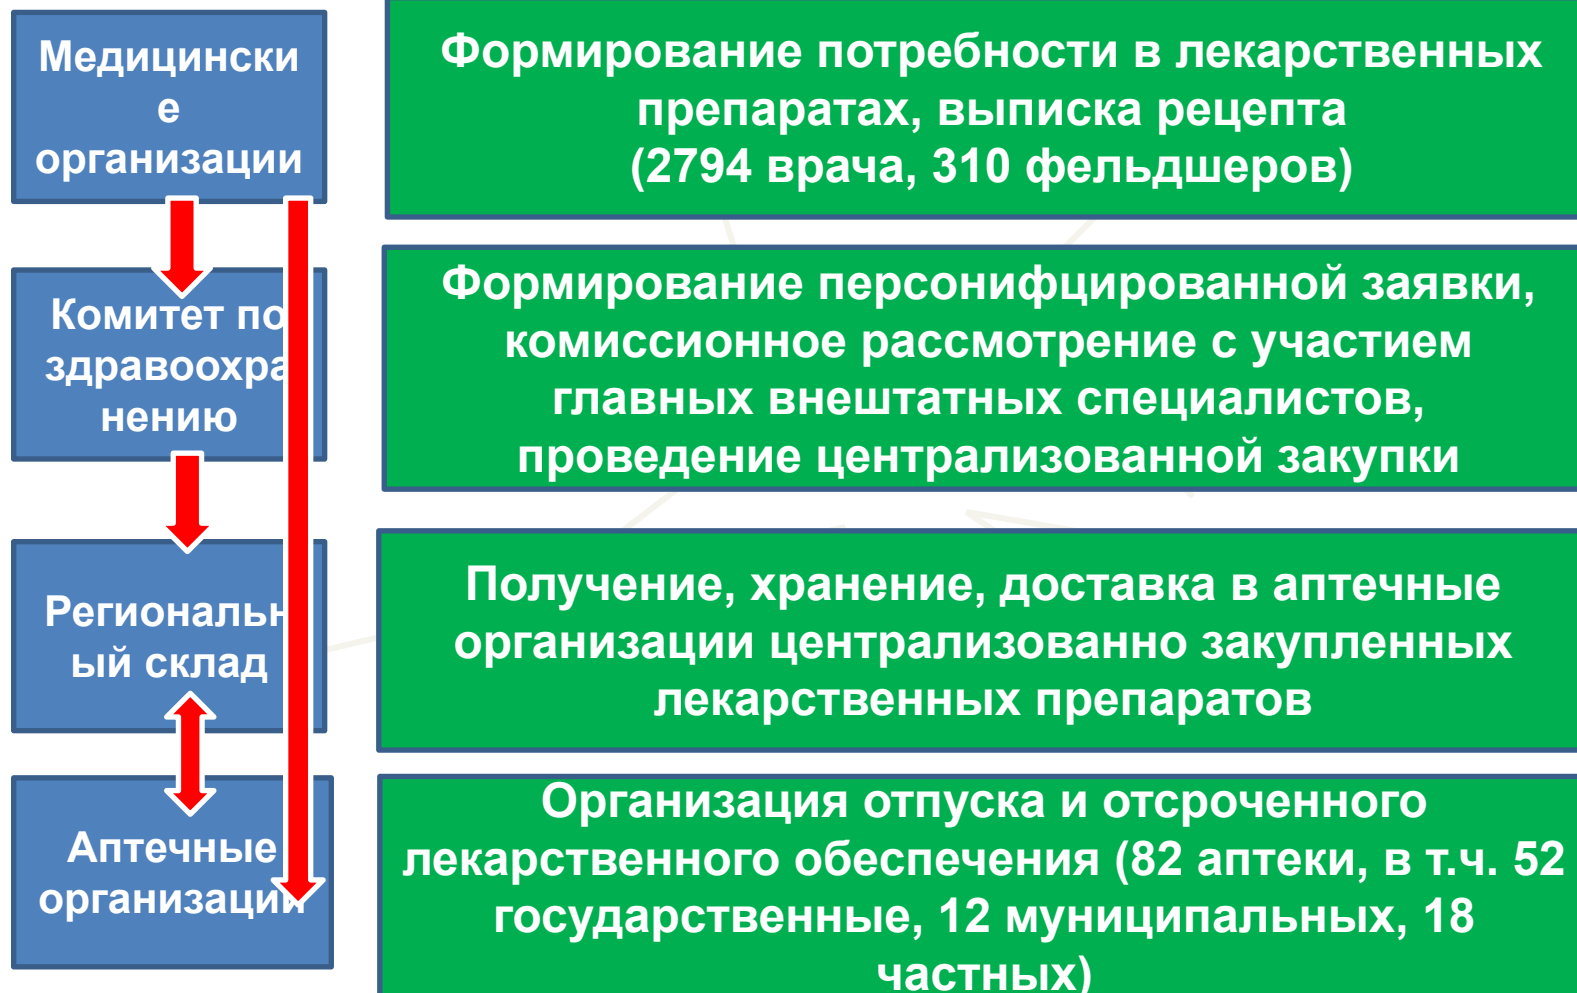 Медицински
е
организации
Формирование потребности в лекарственных
препаратах, выписка рецепта
(2794 врача, 310 фельдшеров)
Комитет по
здравоохра
нению
Формирование персонифцированной заявки,
комиссионное рассмотрение с участием
главных внештатных специалистов,
проведение централизованной закупки
Региональн
ый склад
Получение, хранение, доставка в аптечные
организации централизованно закупленных
лекарственных препаратов
Аптечные
организации
Организация отпуска и отсроченного
лекарственного обеспечения (82 аптеки, в т.ч. 52
государственные, 12 муниципальных, 18
частных)